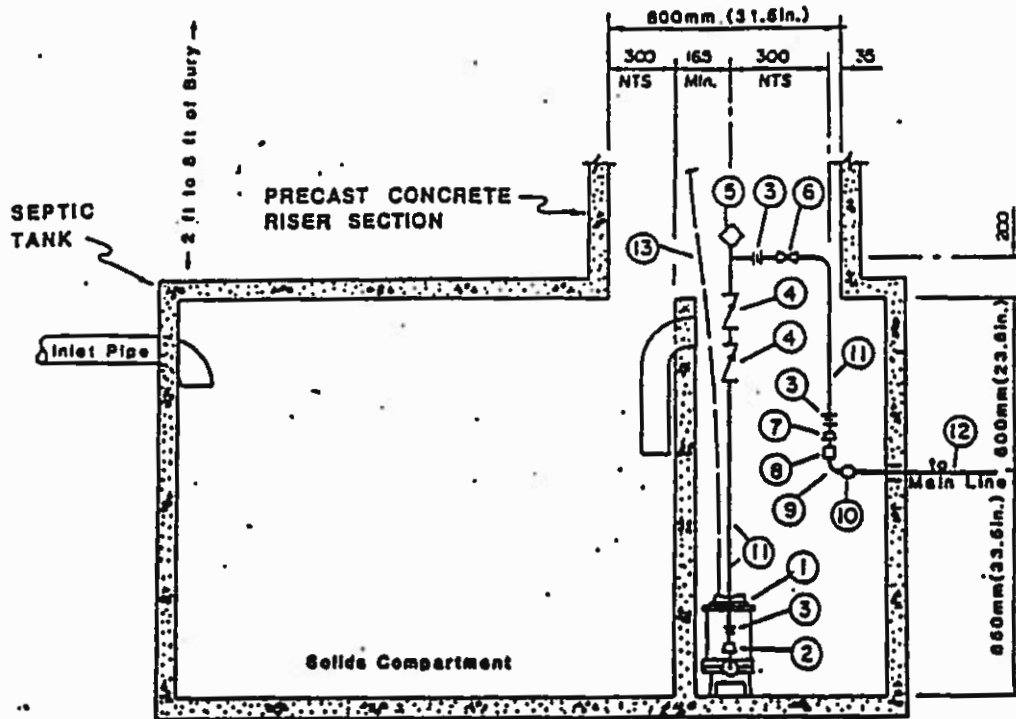 800mm (31.5in.)
300
NTS
165
Min.
300
NTS
35
2 ft to 8 ft of Bury
PRECAST CONCRETE
RISER SECTION
SEPTIC
TANK
5
3
6
13
200
4
4
Inlet Pipe
11
3
7
8
9
10
12
to
Main Line
600mm(23.6in.)
11
1
3
2
850mm(33.5in.)
Solids Compartment